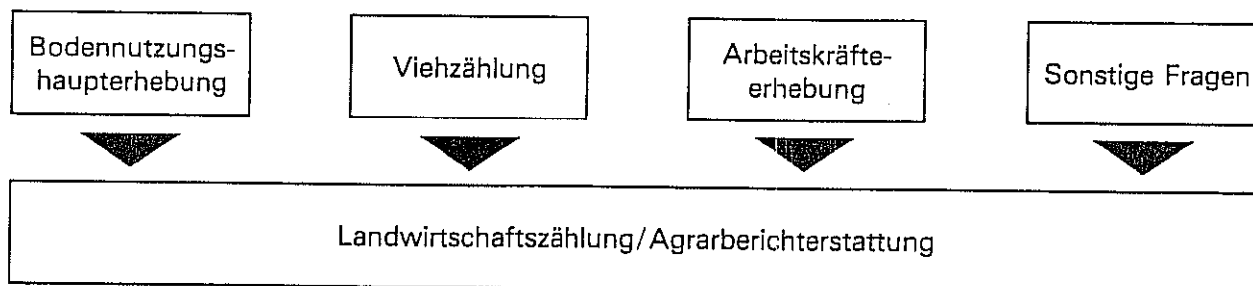 Bodennutzungs-
haupterhebung
Viehzählung
Arbeitskräfte-
erhebung
Sonstige Fragen
Landwirtschaftszählung/Agrarberichterstattung